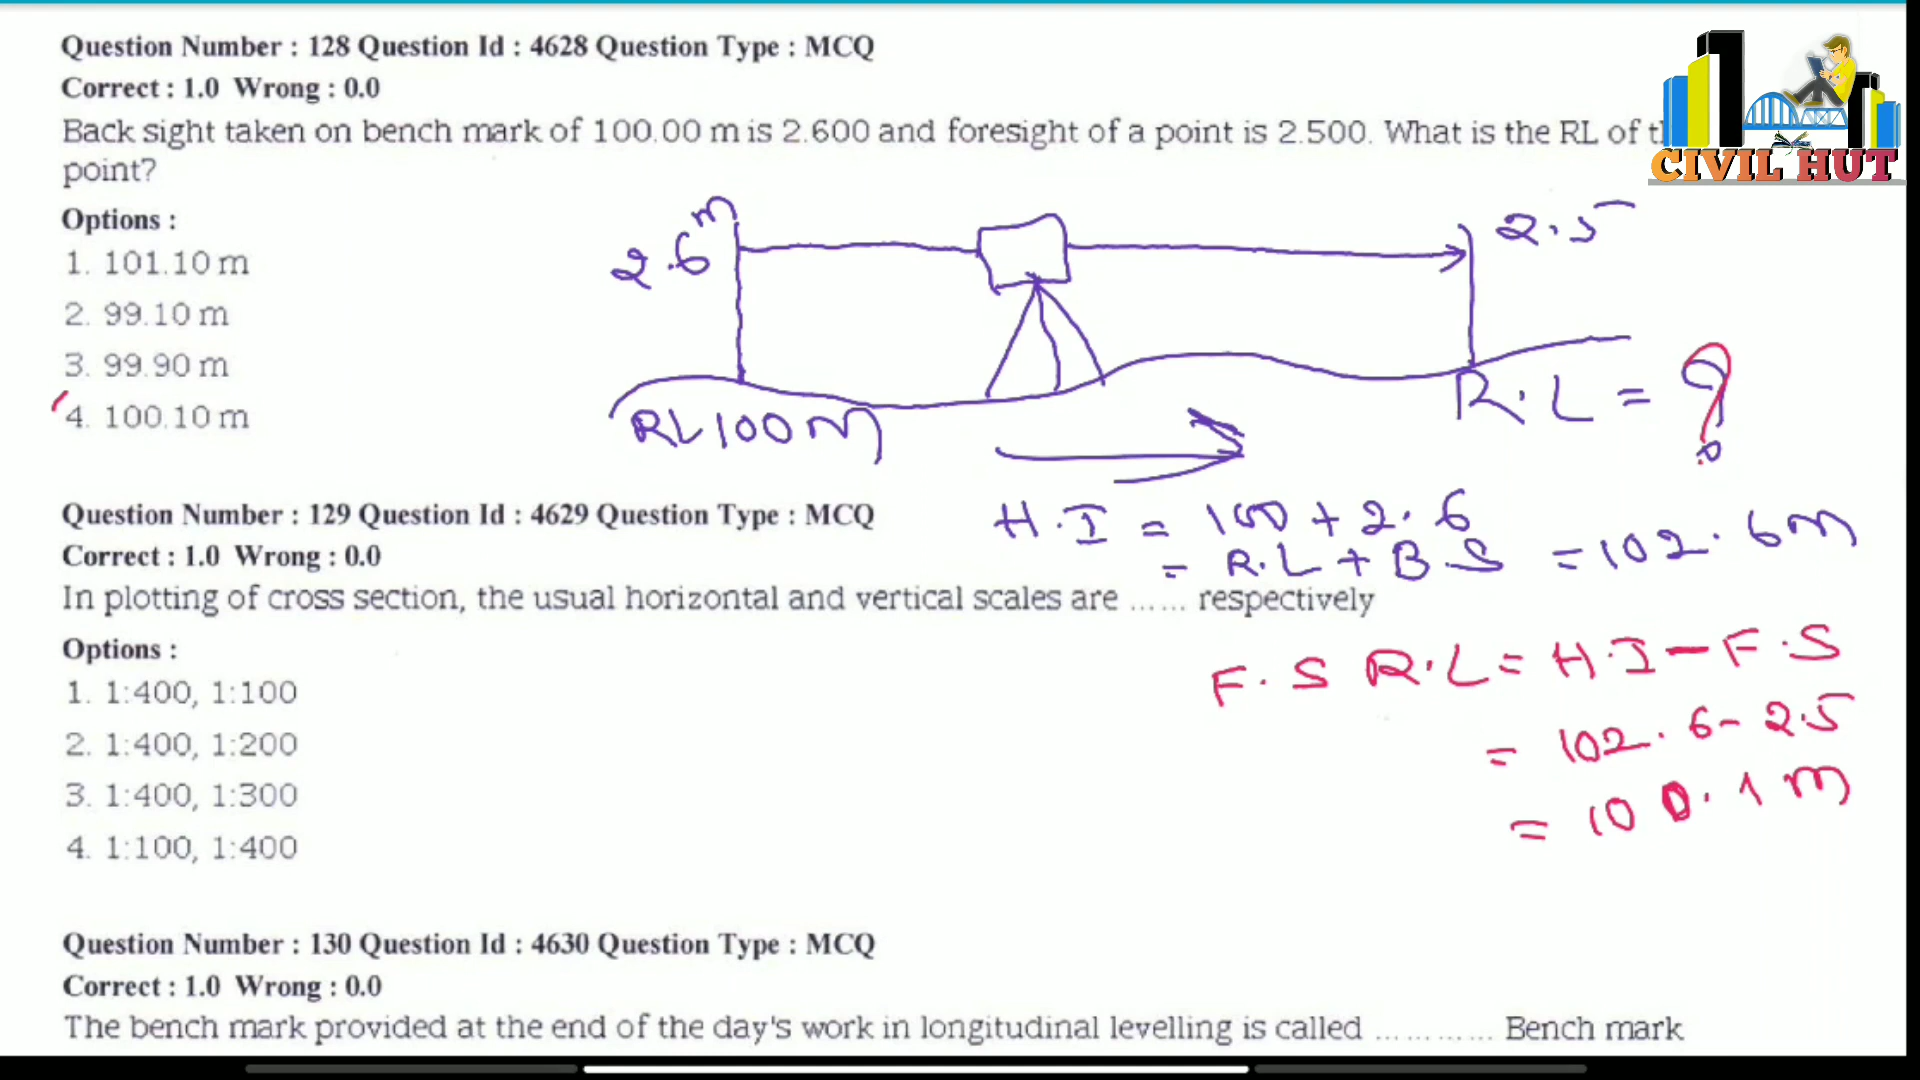 Question Number : 128 Question Id : 4628 Question Type : MCQ
Correct : 1.0 Wrong : 0.0
Back sight taken on bench mark of 100.00 m is 2.600 and foresight of a point is 2.500. What is the RL of
point?
Options :
1. 101.10 m
2. 99.10 m
3. 99.90 m
4. 100.10 m
CIVIL HUT
2.6 m
2.5
RL 100 m
R.L = ?
H.I = 100 + 2.6
= R.L + B.S = 102.6m
Question Number : 129 Question Id : 4629 Question Type : MCQ
Correct : 1.0 Wrong : 0.0
In plotting of cross section, the usual horizontal and vertical scales are ...... respectively
Options :
1. 1:400, 1:100
2. 1:400, 1:200
3. 1:400, 1:300
4. 1:100, 1:400
F.S R.L = H.I - F.S
= 102.6 - 2.5
= 100.1 m
Question Number : 130 Question Id : 4630 Question Type : MCQ
Correct : 1.0 Wrong : 0.0
The bench mark provided at the end of the day's work in longitudinal levelling is called ............ Bench mark